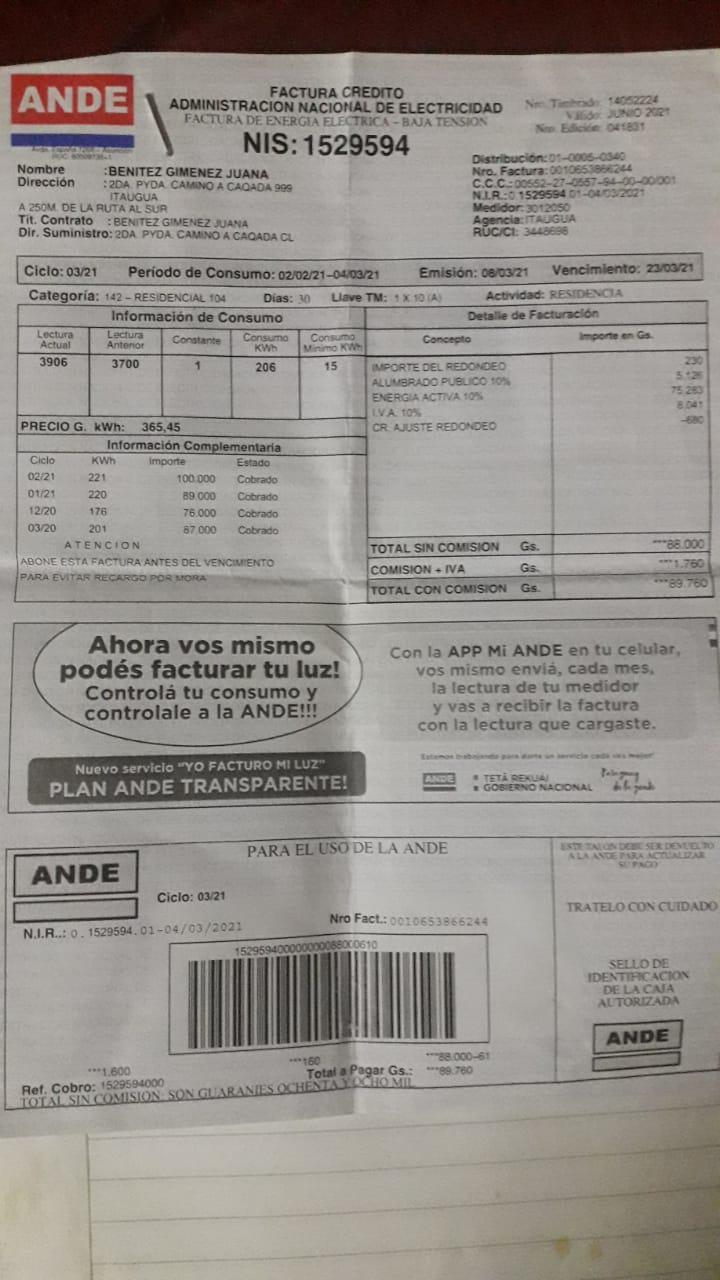 ANDE
FACTURA CREDITO
ADMINISTRACION NACIONAL DE ELECTRICIDAD
FACTURA DE ENERGIA ELECTRICA - BAJA TENSION
NIS: 1529594
Nro. Timbrado: 14052224
Válido: JUNIO 2021
Nro. Edición: 041831
Nombre : BENITEZ GIMENEZ JUANA
Dirección : 2DA. PYDA. CAMINO A CAQADA 999
ITAUGUA
A 250M. DE LA RUTA AL SUR
Tit. Contrato : BENITEZ GIMENEZ JUANA
Dir. Suministro: 2DA. PYDA. CAMINO A CAQADA CL
Distribución: 01-0005-0340
Nro. Factura: 0010653866244
C.C.C.: 00552-27-0557-94-00-00/001
N.I.R.: 0 1529594 01-04/03/2021
Medidor: 3012050
Agencia: ITAUGUA
RUC/CI: 3448698
Ciclo: 03/21 Período de Consumo: 02/02/21-04/03/21 Emisión: 08/03/21 Vencimiento: 23/03/21
Categoría: 142 - RESIDENCIAL 104 Días: 30 Llave TM: 1 X 10 (A) Actividad: RESIDENCIA
Información de Consumo
Lectura Actual Lectura Anterior Constante Consumo KWh Consumo Mínimo KWh
3906 3700 1 206 15
PRECIO G. kWh: 365,45
Información Complementaria
Ciclo KWh Importe Estado
02/21 221 100.000 Cobrado
01/21 220 89.000 Cobrado
12/20 176 76.000 Cobrado
03/20 201 87.000 Cobrado
ATENCION
ABONE ESTA FACTURA ANTES DEL VENCIMIENTO
PARA EVITAR RECARGO POR MORA
Detalle de Facturación
Concepto Importe en Gs.
IMPORTE DEL REDONDEO 230
ALUMBRADO PUBLICO 10% 5.126
ENERGIA ACTIVA 10% 75.283
I.V.A. 10% 8.041
CR. AJUSTE REDONDEO -680
TOTAL SIN COMISION Gs. ***88.000
COMISION + IVA Gs. ***1.760
TOTAL CON COMISION Gs. ***89.760
Ahora vos mismo
podés facturar tu luz!
Controlá tu consumo y
controlale a la ANDE!!!
Nuevo servicio "YO FACTURO MI LUZ"
PLAN ANDE TRANSPARENTE!
Con la APP Mi ANDE en tu celular,
vos mismo enviá, cada mes,
la lectura de tu medidor
y vas a recibir la factura
con la lectura que cargaste.
Estamos trabajando para darte un servicio cada vez mejor
ANDE
TETÃ REKUÁI
GOBIERNO NACIONAL
Paraguay
de la gente
PARA EL USO DE LA ANDE
ANDE
Ciclo: 03/21
N.I.R..: 0. 1529594. 01-04/03/2021
Nro Fact.: 0010653866244
15295940000000088000610
***1.600 ***160 ***88.000-61
Ref. Cobro: 1529594000 Total a Pagar Gs.: ***89.760
TOTAL SIN COMISION: SON GUARANIES OCHENTA Y OCHO MIL
ESTE TALON DEBE SER DEVUELTO
A LA ANDE PARA ACTUALIZAR
SU PAGO
TRATELO CON CUIDADO
SELLO DE
IDENTIFICACION
DE LA CAJA
AUTORIZADA
ANDE